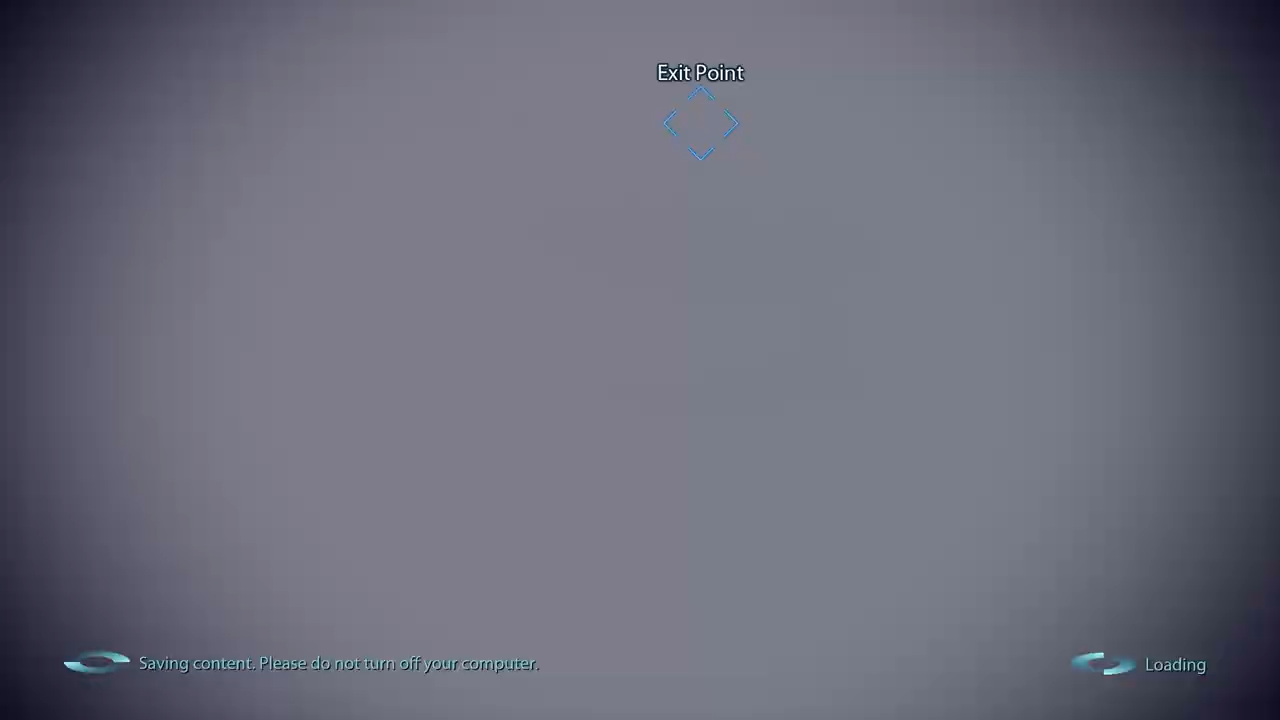 Exit Point
Saving content. Please do not turn off your computer.
Loading